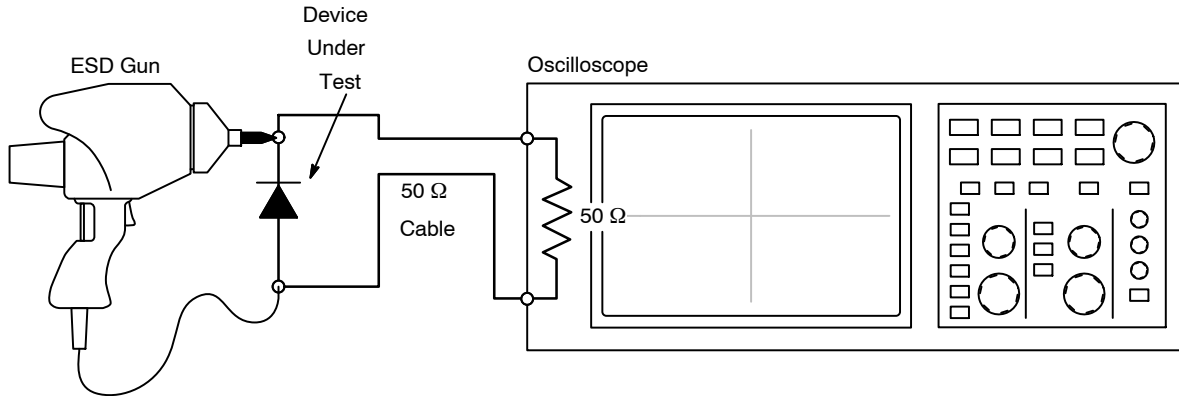 Device
Under
Test
ESD Gun
Oscilloscope
50 Ω
Cable
50 Ω